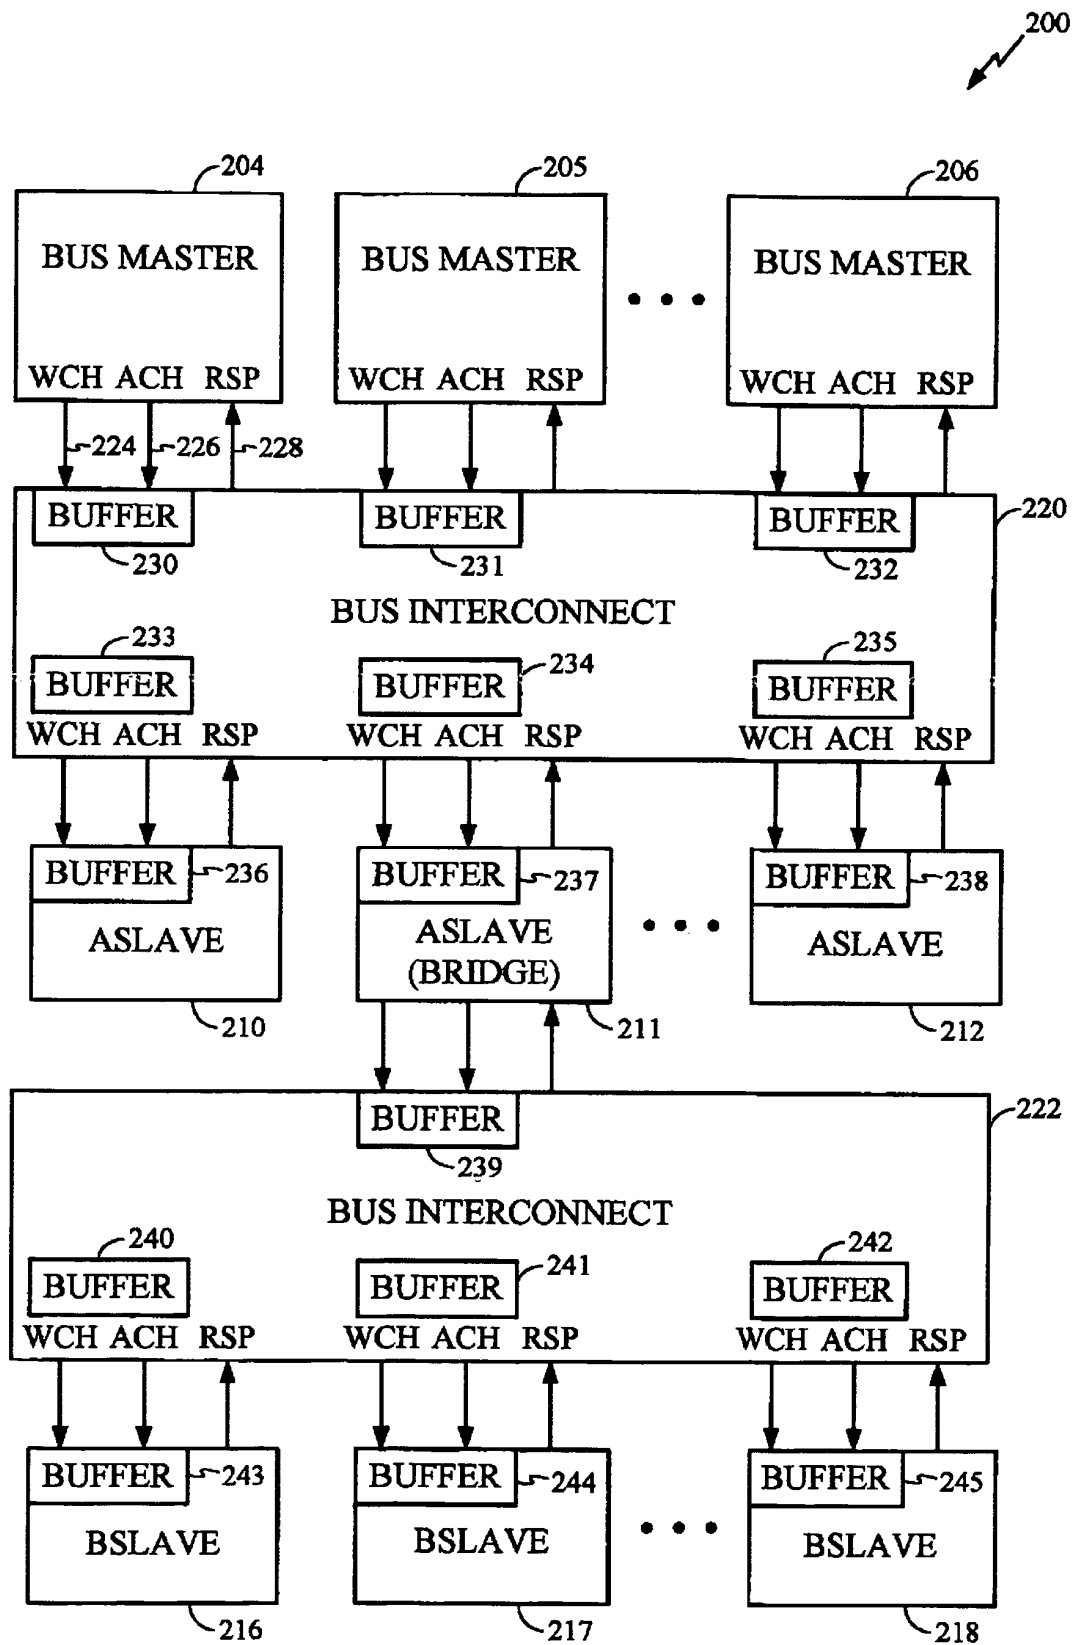 200
204 205 206
BUS MASTER BUS MASTER BUS MASTER
WCH ACH RSP WCH ACH RSP WCH ACH RSP
224 226 228
BUFFER BUFFER BUFFER 220
230 231 232
BUS INTERCONNECT
233 234 235
BUFFER BUFFER BUFFER
WCH ACH RSP WCH ACH RSP WCH ACH RSP
BUFFER 236 BUFFER 237 BUFFER 238
ASLAVE ASLAVE ASLAVE
(BRIDGE)
210 211 212
BUFFER 222
239
BUS INTERCONNECT
240 241 242
BUFFER BUFFER BUFFER
WCH ACH RSP WCH ACH RSP WCH ACH RSP
BUFFER 243 BUFFER 244 BUFFER 245
BSLAVE BSLAVE BSLAVE
216 217 218